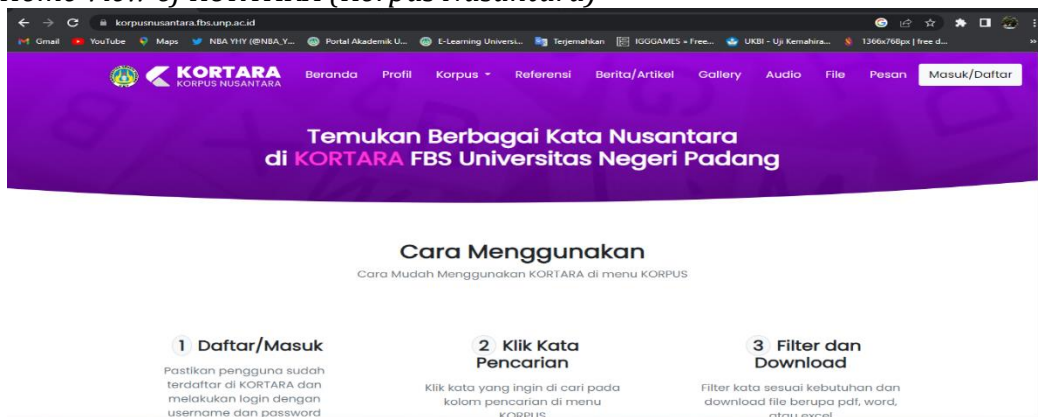 Home View of KORTARA (Korpus Nusantara)
korpusnusantara.fbs.unp.ac.id
Gmail YouTube Maps NBA YHY (@NBA_Y... Portal Akademik U... E-Learning Universi... Terjemahkan IGGGAMES » Free... UKBI - Uji Kemahira... 1366x768px | free d... »
KORTARA
KORPUS NUSANTARA
Beranda Profil Korpus Referensi Berita/Artikel Gallery Audio File Pesan Masuk/Daftar
Temukan Berbagai Kata Nusantara
di KORTARA FBS Universitas Negeri Padang
Cara Menggunakan
Cara Mudah Menggunakan KORTARA di menu KORPUS
1 Daftar/Masuk
Pastikan pengguna sudah
terdaftar di KORTARA dan
melakukan login dengan
username dan password
2 Klik Kata
Pencarian
Klik kata yang ingin di cari pada
kolom pencarian di menu
KORPUS
3 Filter dan
Download
Filter kata sesuai kebutuhan dan
download file berupa pdf, word,
atau excel